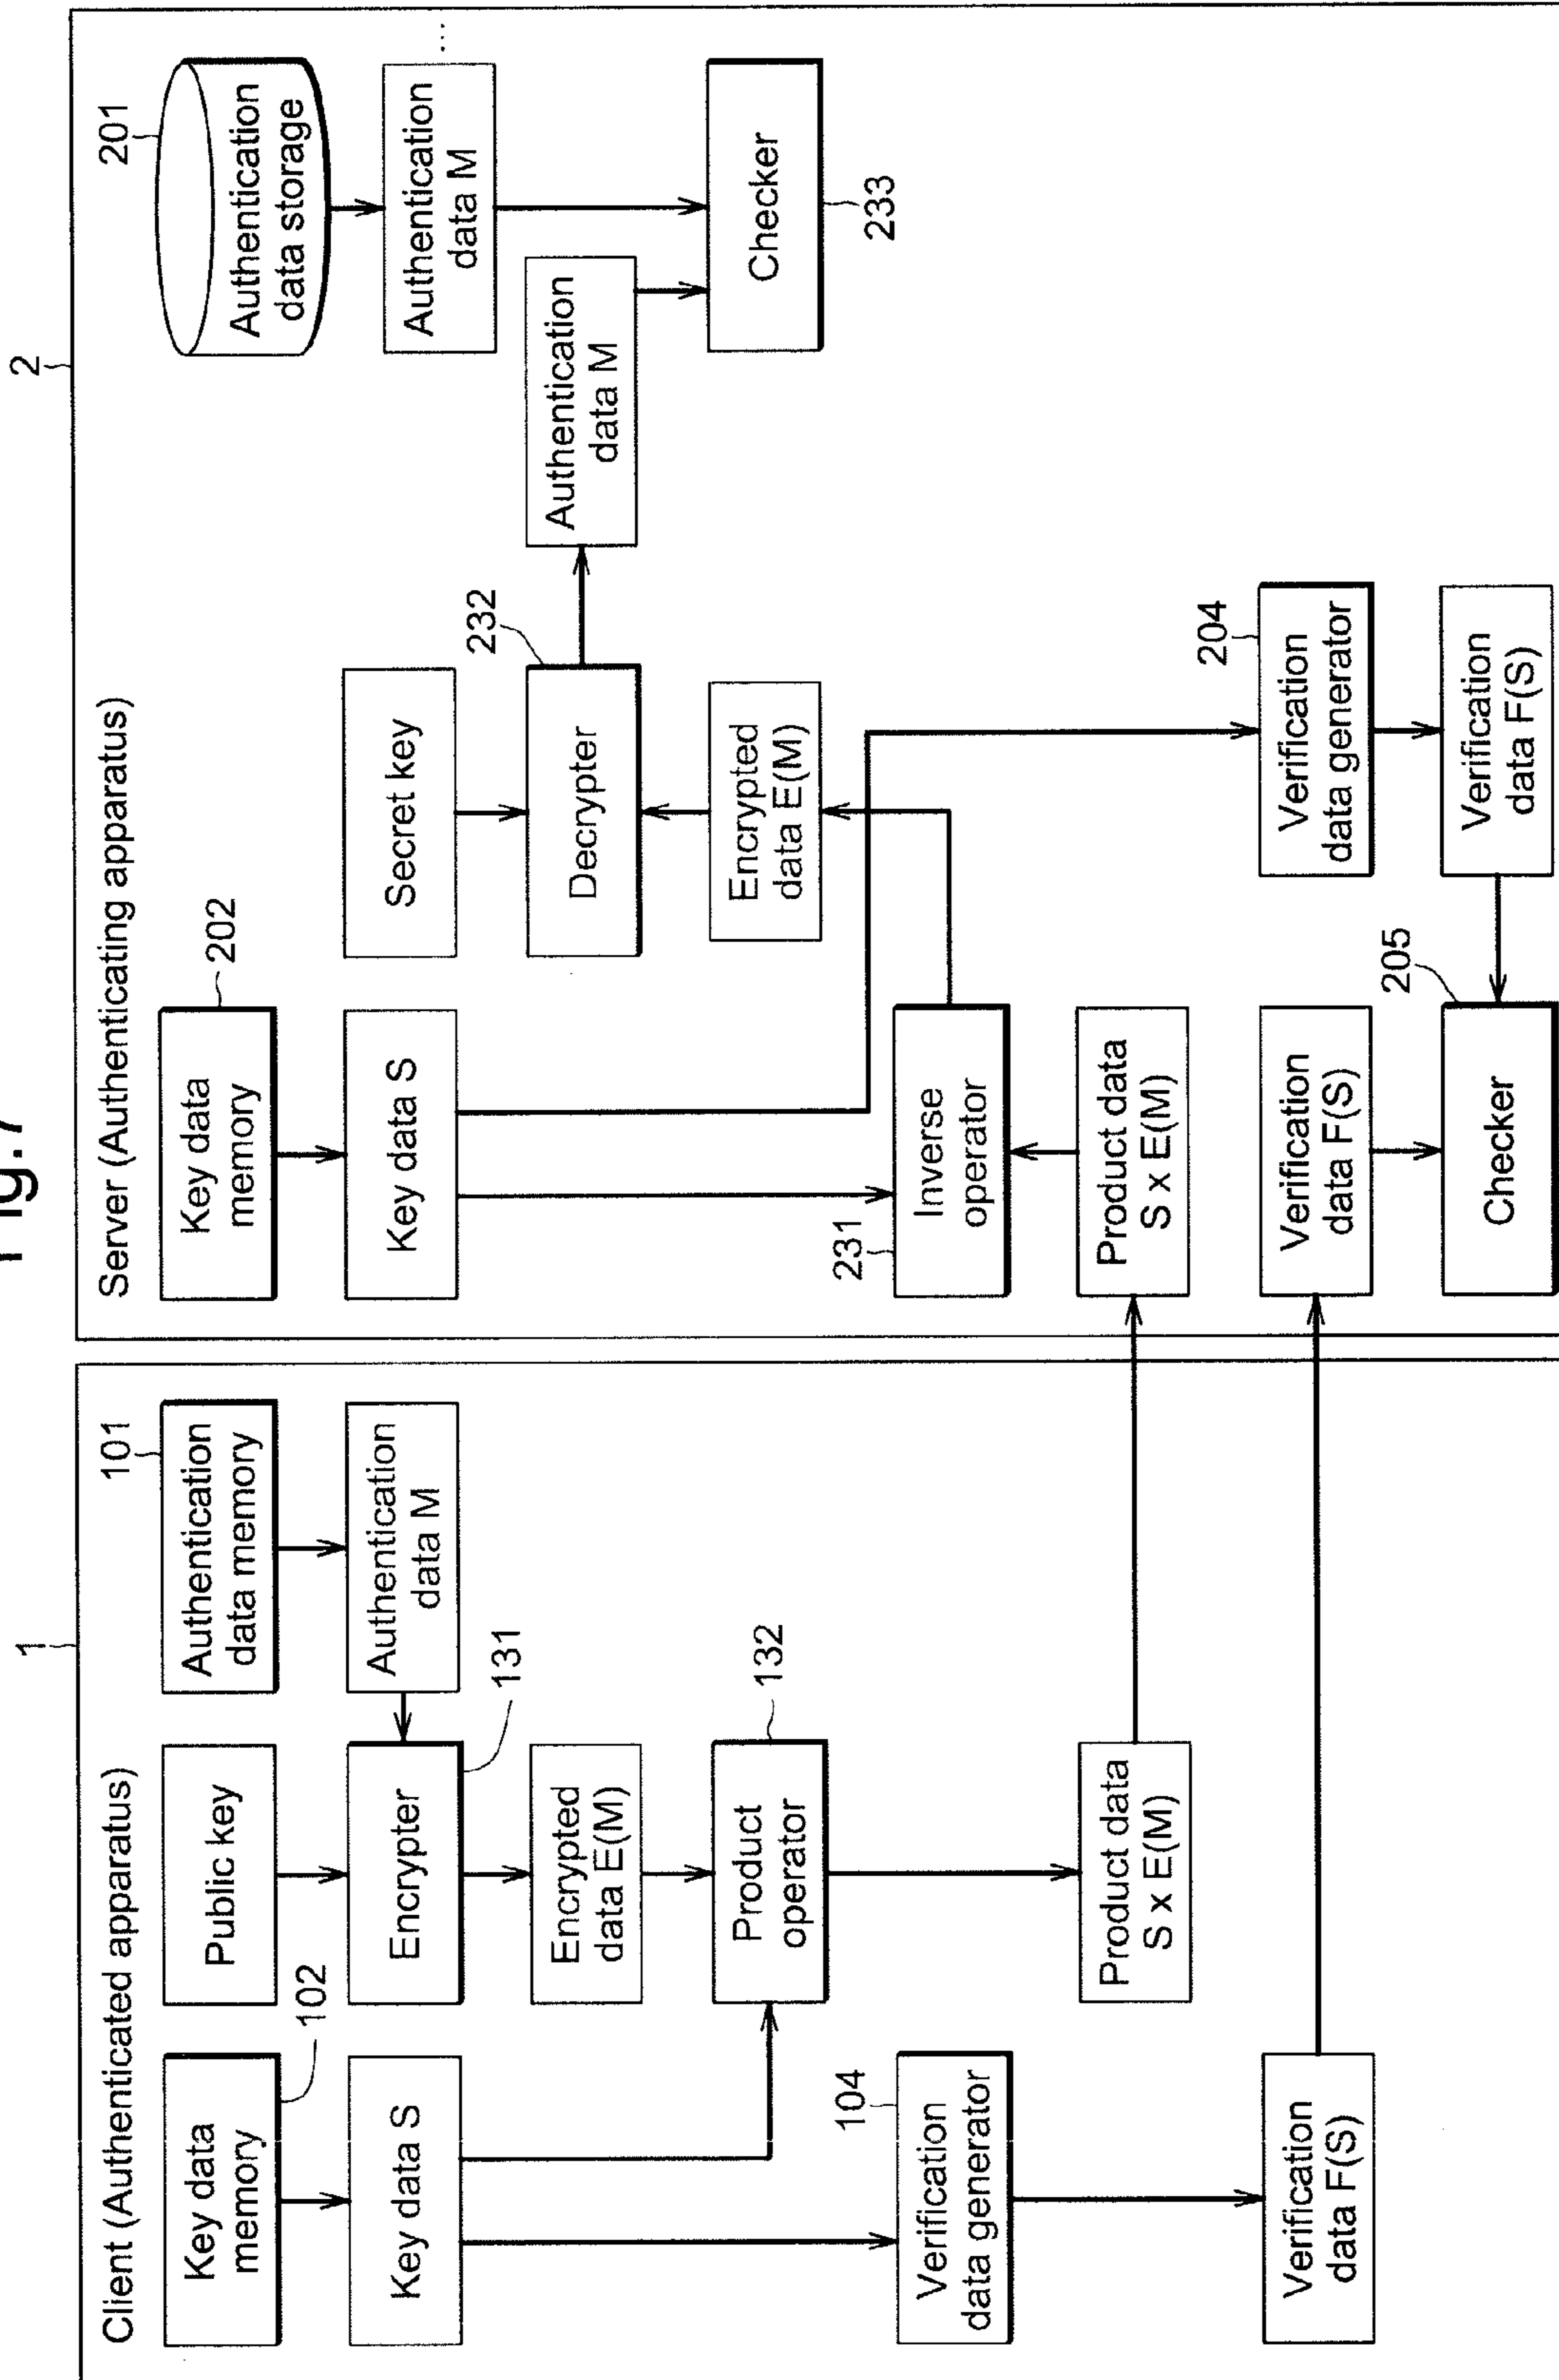 Fig.7
1
Client (Authenticated apparatus)
Key data
memory
102
Public key
Authentication
data memory
101
Key data S
Encrypter
131
Authentication
data M
Encrypted
data E(M)
Product
operator
132
Verification
data generator
104
Product data
S x E(M)
Verification
data F(S)
2
Server (Authenticating apparatus)
Key data
memory
202
Authentication
data storage
201
Key data S
Secret key
Authentication
data M
...
Decrypter
232
Authentication
data M
Encrypted
data E(M)
Checker
233
Inverse
operator
231
Product data
S x E(M)
Verification
data generator
204
Verification
data F(S)
Verification
data F(S)
Checker
205